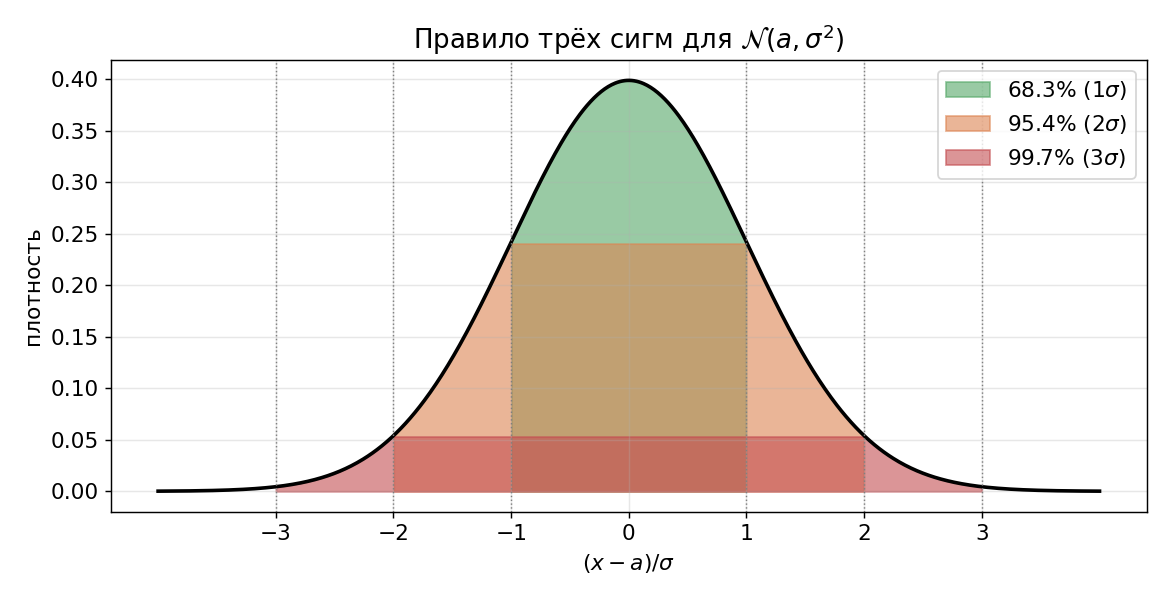 Правило трёх сигм для 𝒩(a, σ²)
68.3% (1σ)
95.4% (2σ)
99.7% (3σ)
плотность
0.40
0.35
0.30
0.25
0.20
0.15
0.10
0.05
0.00
−3 −2 −1 0 1 2 3
(x − a)/σ